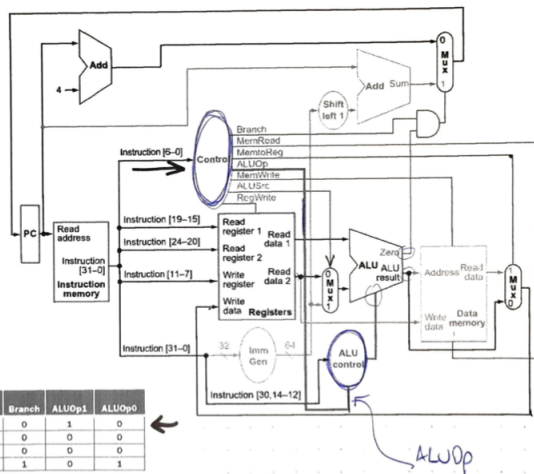 0
Mux
1
Add
4
Add Sum
Shift
left 1
Branch
MemRead
MemtoReg
ALUOp
MemWrite
ALUSrc
RegWrite
Instruction [6–0]
Control
PC
Read
address
Instruction
[31–0]
Instruction
memory
Instruction [19–15]
Instruction [24–20]
Instruction [11–7]
Read
register 1
Read
register 2
Write
register
Write
data
Read
data 1
Read
data 2
Registers
0
Mux
1
Zero
ALU
ALU
result
Address
Read
data
Write
data
Data
memory
1
Mux
0
Instruction [31–0]
32
Imm
Gen
64
ALU
control
Instruction [30,14–12]
Branch ALUOp1 ALUOp0
0 1 0
0 0 0
0 0 0
1 0 1
ALUOp